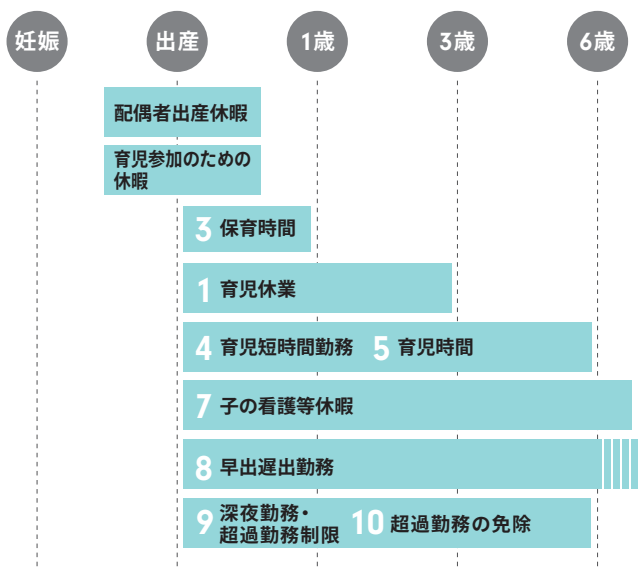 妊娠 出産 1歳 3歳 6歳
配偶者出産休暇
育児参加のための
休暇
3 保育時間
1 育児休業
4 育児短時間勤務 5 育児時間
7 子の看護等休暇
8 早出遅出勤務
9 深夜勤務・
超過勤務制限 10 超過勤務の免除